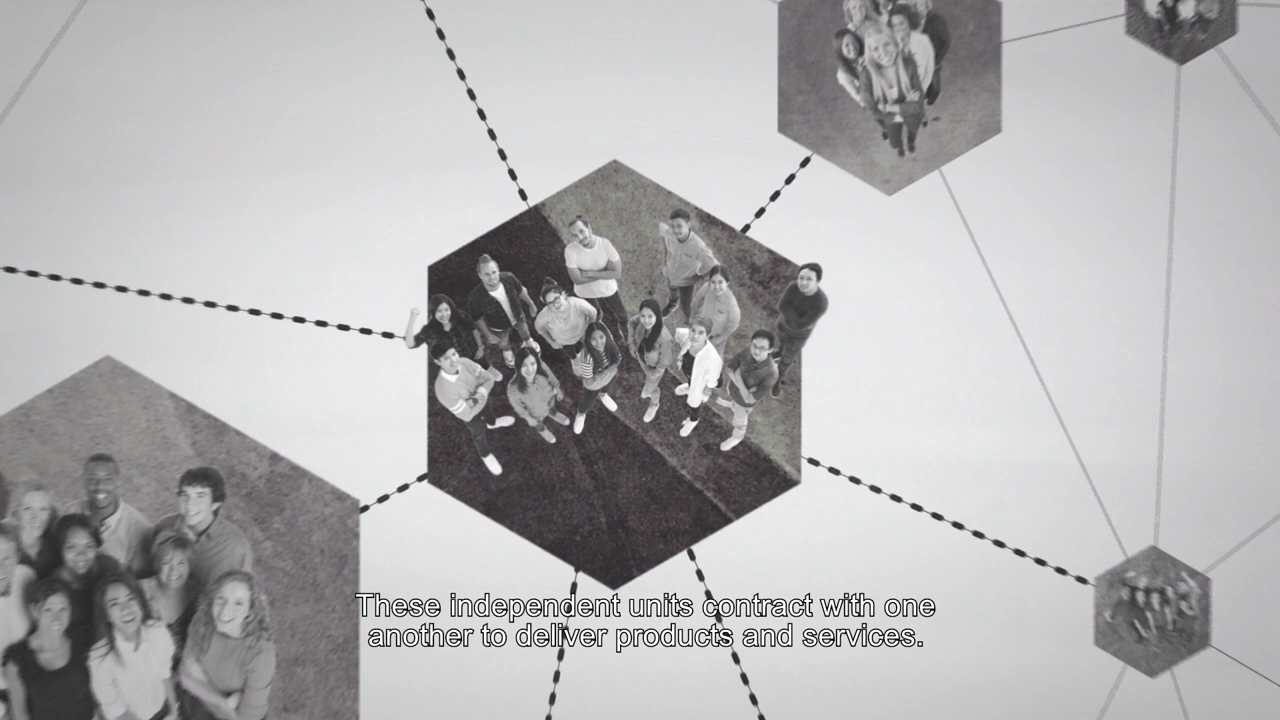 These independent units contract with one
another to deliver products and services.